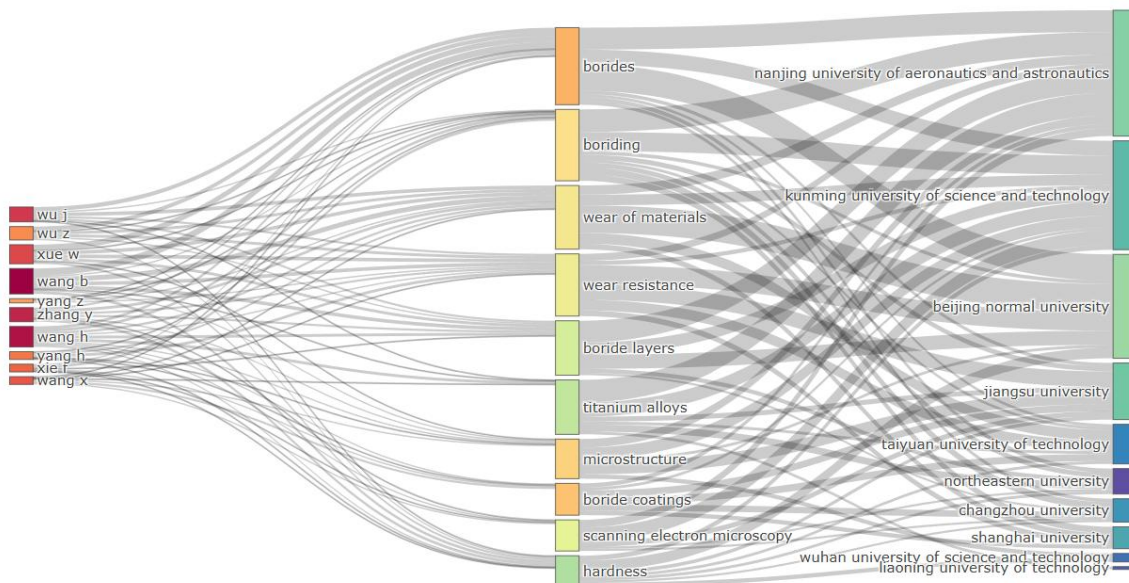 wu j
wu z
xue w
wang b
yang z
zhang y
wang h
yang h
xie f
wang x
borides
boriding
wear of materials
wear resistance
boride layers
titanium alloys
microstructure
boride coatings
scanning electron microscopy
hardness
nanjing university of aeronautics and astronautics
kunming university of science and technology
beijing normal university
jiangsu university
taiyuan university of technology
northeastern university
changzhou university
shanghai university
wuhan university of science and technology
liaoning university of technology